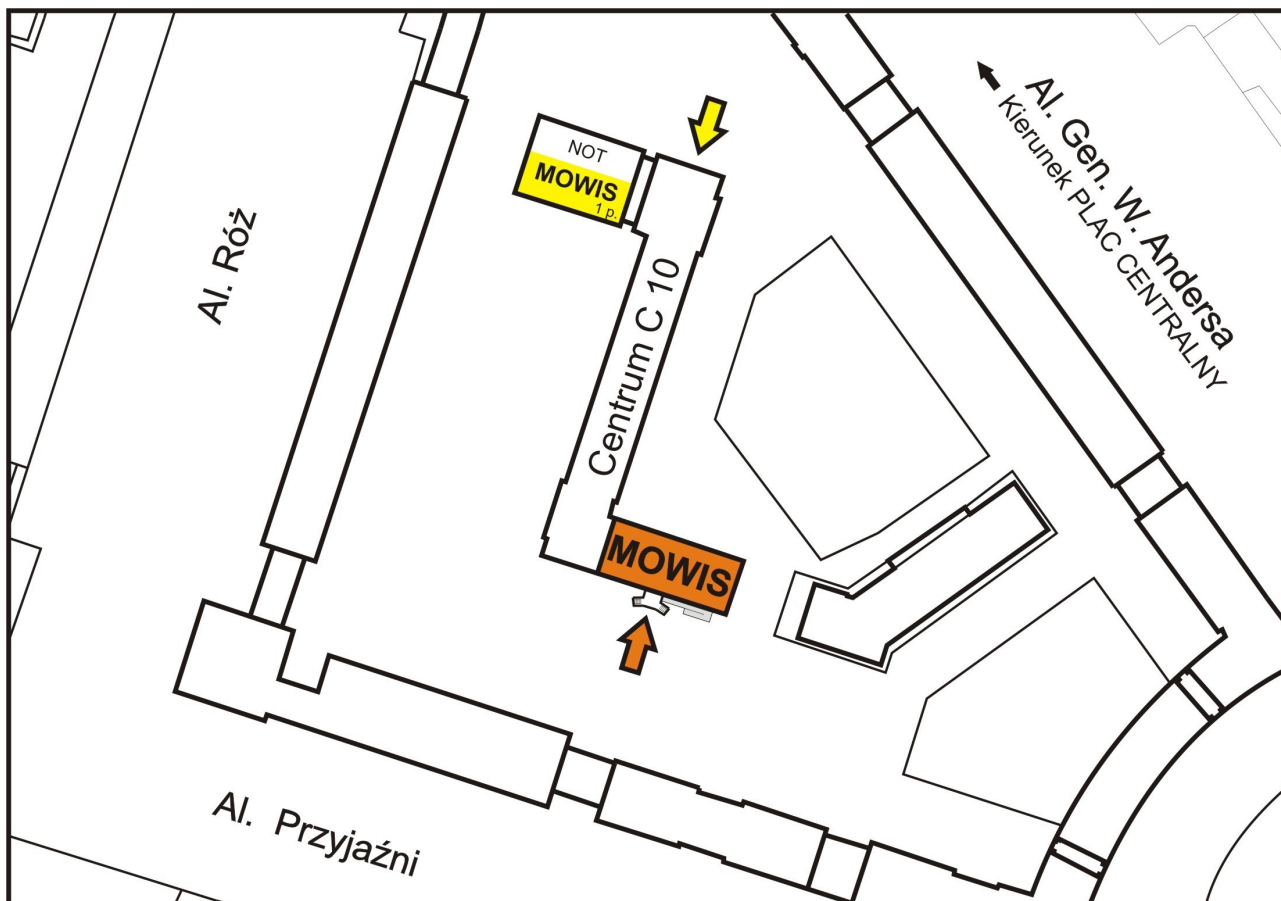 Al. Gen. W. Andersa
Kierunek PLAC CENTRALNY
NOT
MOWIS
1 p.
Al. Róż
Centrum C 10
MOWIS
Al. Przyjaźni